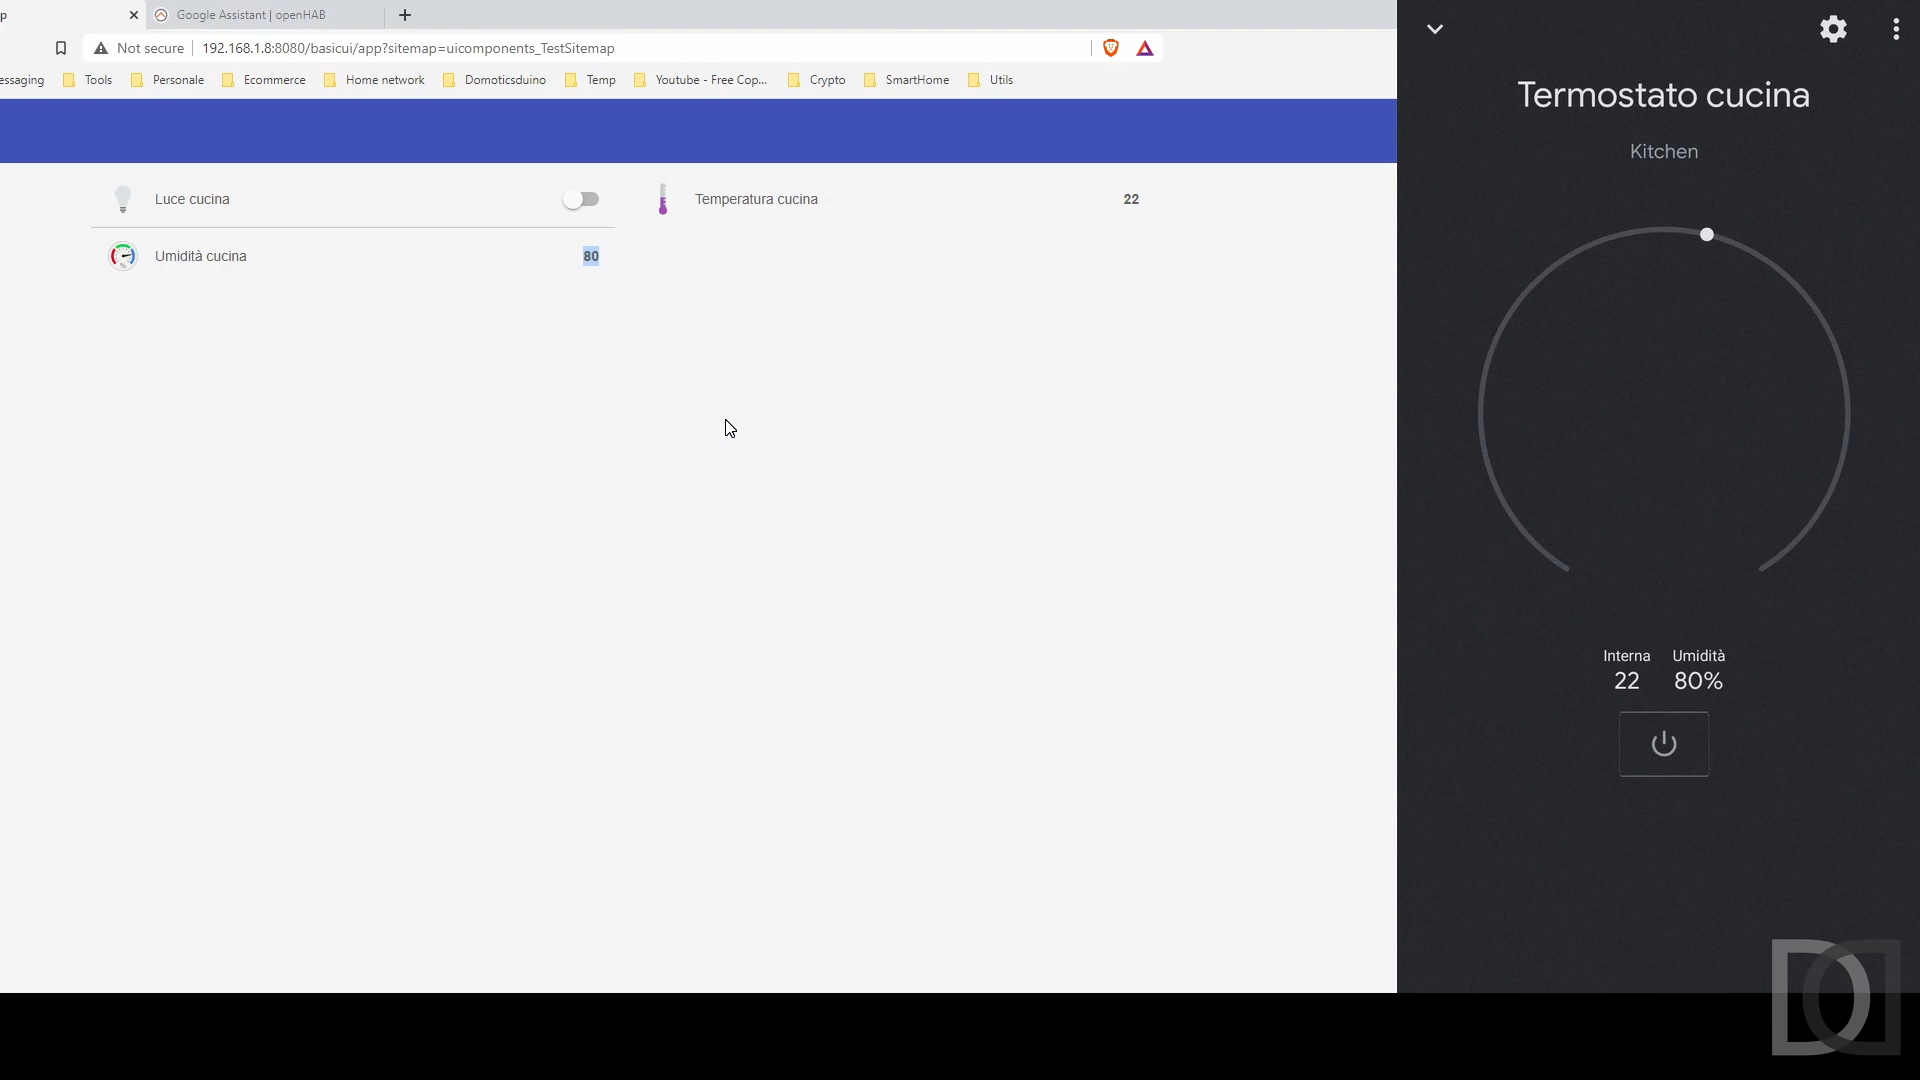 p
Google Assistant | openHAB
Not secure
192.168.1.8:8080/basicui/app?sitemap=uicomponents_TestSitemap
essaging
Tools
Personale
Ecommerce
Home network
Domoticsduino
Temp
Youtube - Free Cop...
Crypto
SmartHome
Utils
Luce cucina
Temperatura cucina
22
Umidità cucina
80
Termostato cucina
Kitchen
Interna
Umidità
22
80%
DD